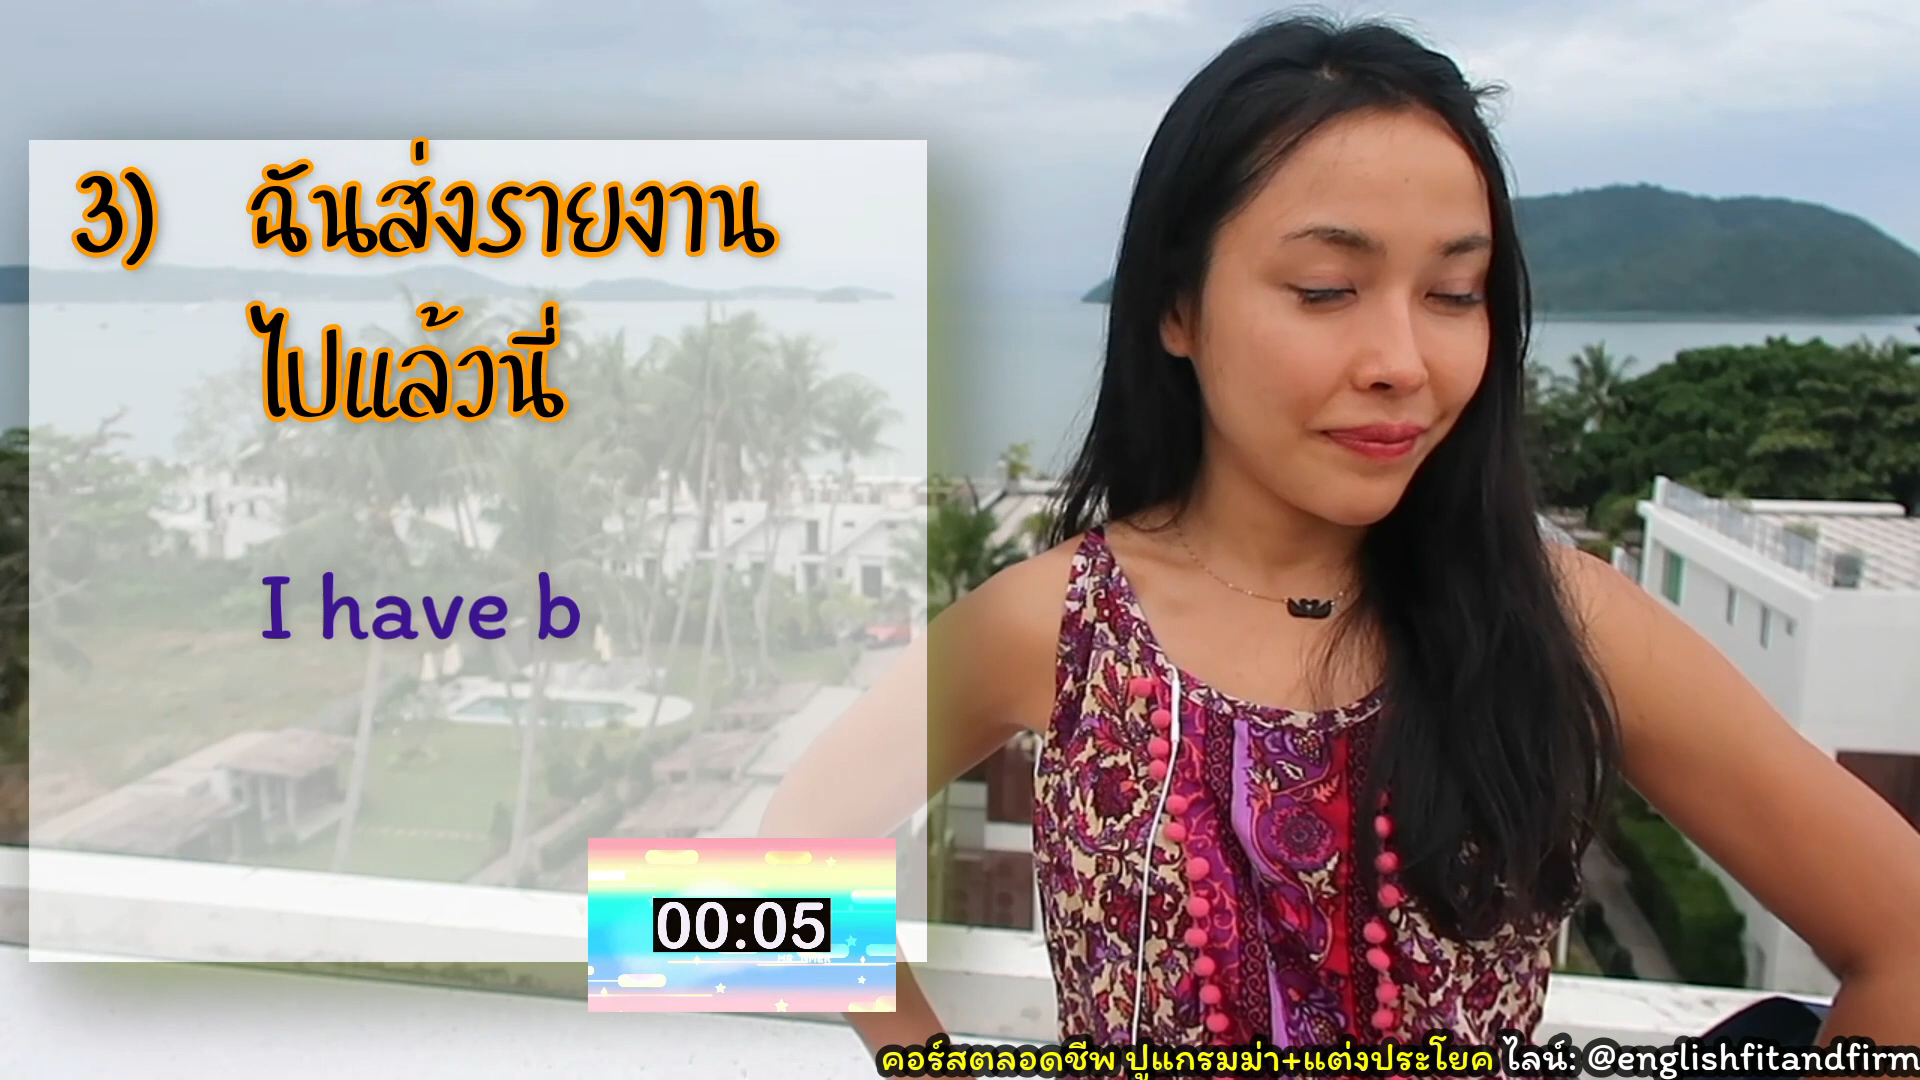 3) ฉันส่งรายงาน
ไปแล้วนี่
I have b
00:05
MR. TIMER
คอร์สตลอดชีพ ปูแกรมม่า+แต่งประโยค ไลน์: @englishfitandfirm